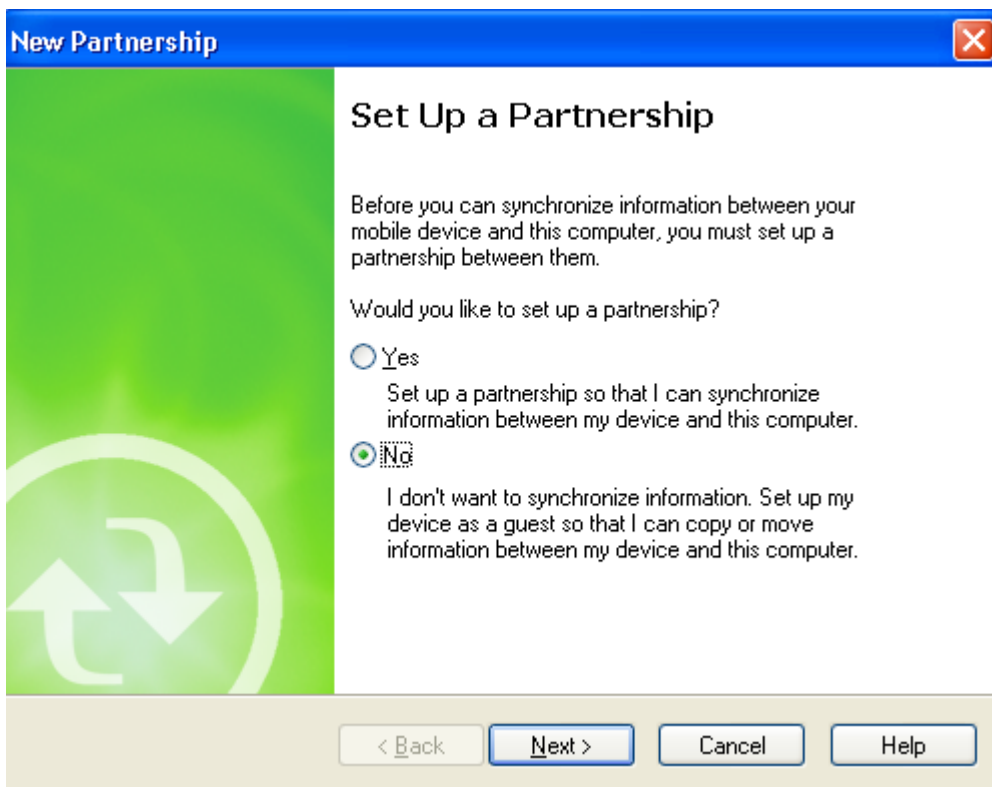 New Partnership
Set Up a Partnership
Before you can synchronize information between your
mobile device and this computer, you must set up a
partnership between them.
Would you like to set up a partnership?
Yes
Set up a partnership so that I can synchronize
information between my device and this computer.
No
I don't want to synchronize information. Set up my
device as a guest so that I can copy or move
information between my device and this computer.
< Back
Next >
Cancel
Help